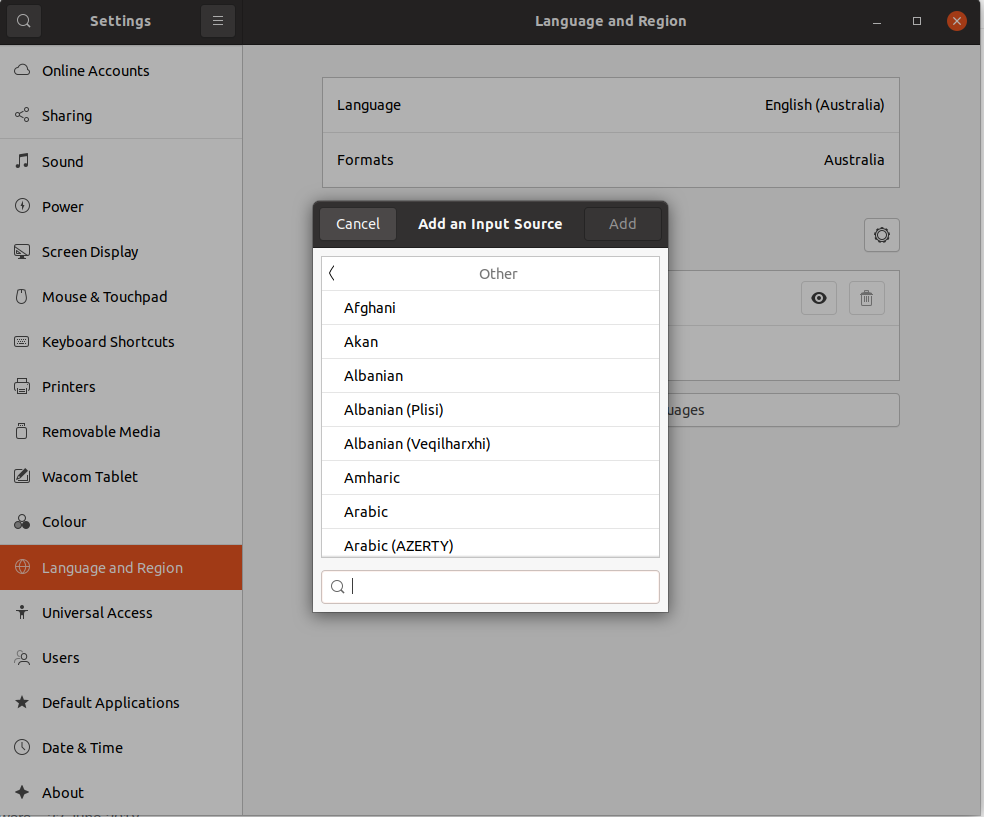 Settings
Language and Region
Online Accounts
Sharing
Sound
Power
Screen Display
Mouse & Touchpad
Keyboard Shortcuts
Printers
Removable Media
Wacom Tablet
Colour
Language and Region
Universal Access
Users
Default Applications
Date & Time
About
Language English (Australia)
Formats Australia
Cancel Add an Input Source Add
Other
Afghani
Akan
Albanian
Albanian (Plisi)
Albanian (Veqilharxhi)
Amharic
Arabic
Arabic (AZERTY)
uages